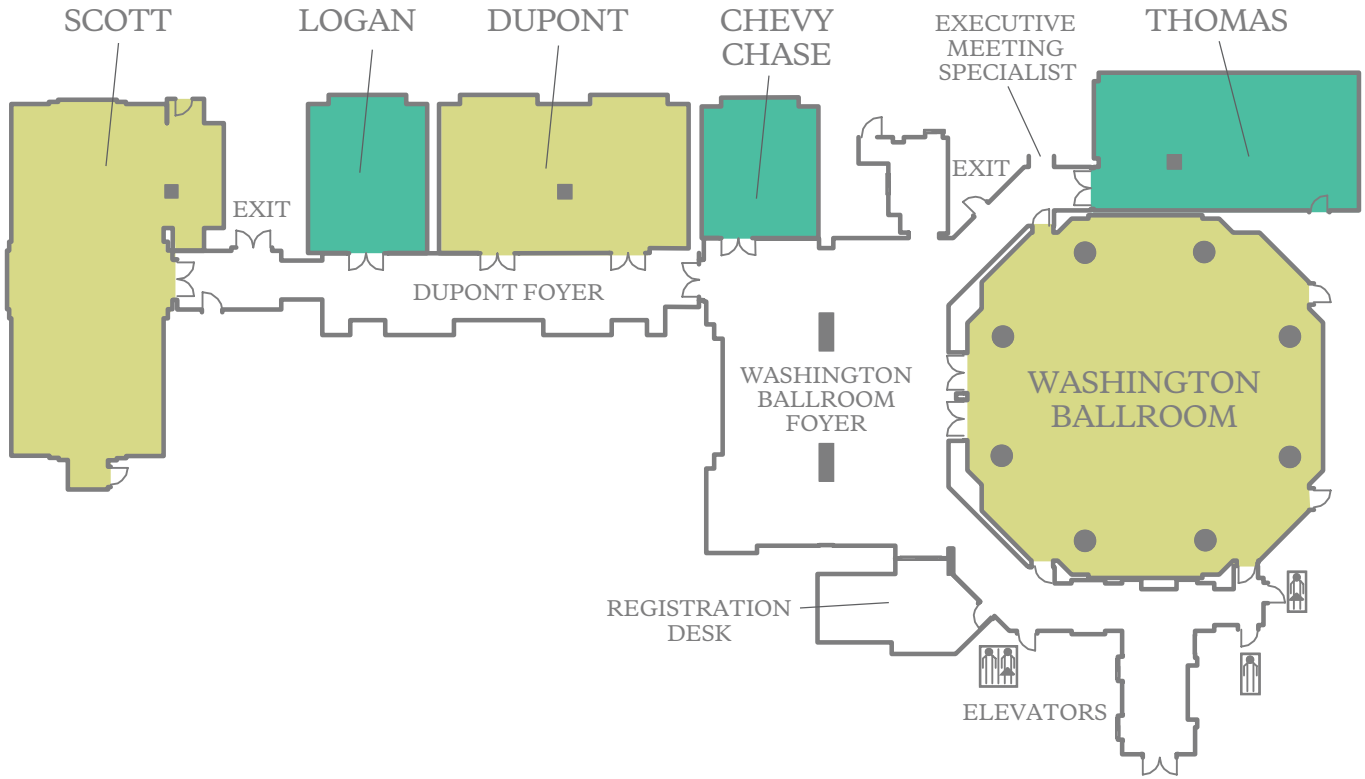 SCOTT
LOGAN
DUPONT
CHEVY
CHASE
EXECUTIVE
MEETING
SPECIALIST
THOMAS
EXIT
EXIT
DUPONT FOYER
WASHINGTON
BALLROOM
FOYER
WASHINGTON
BALLROOM
REGISTRATION
DESK
ELEVATORS